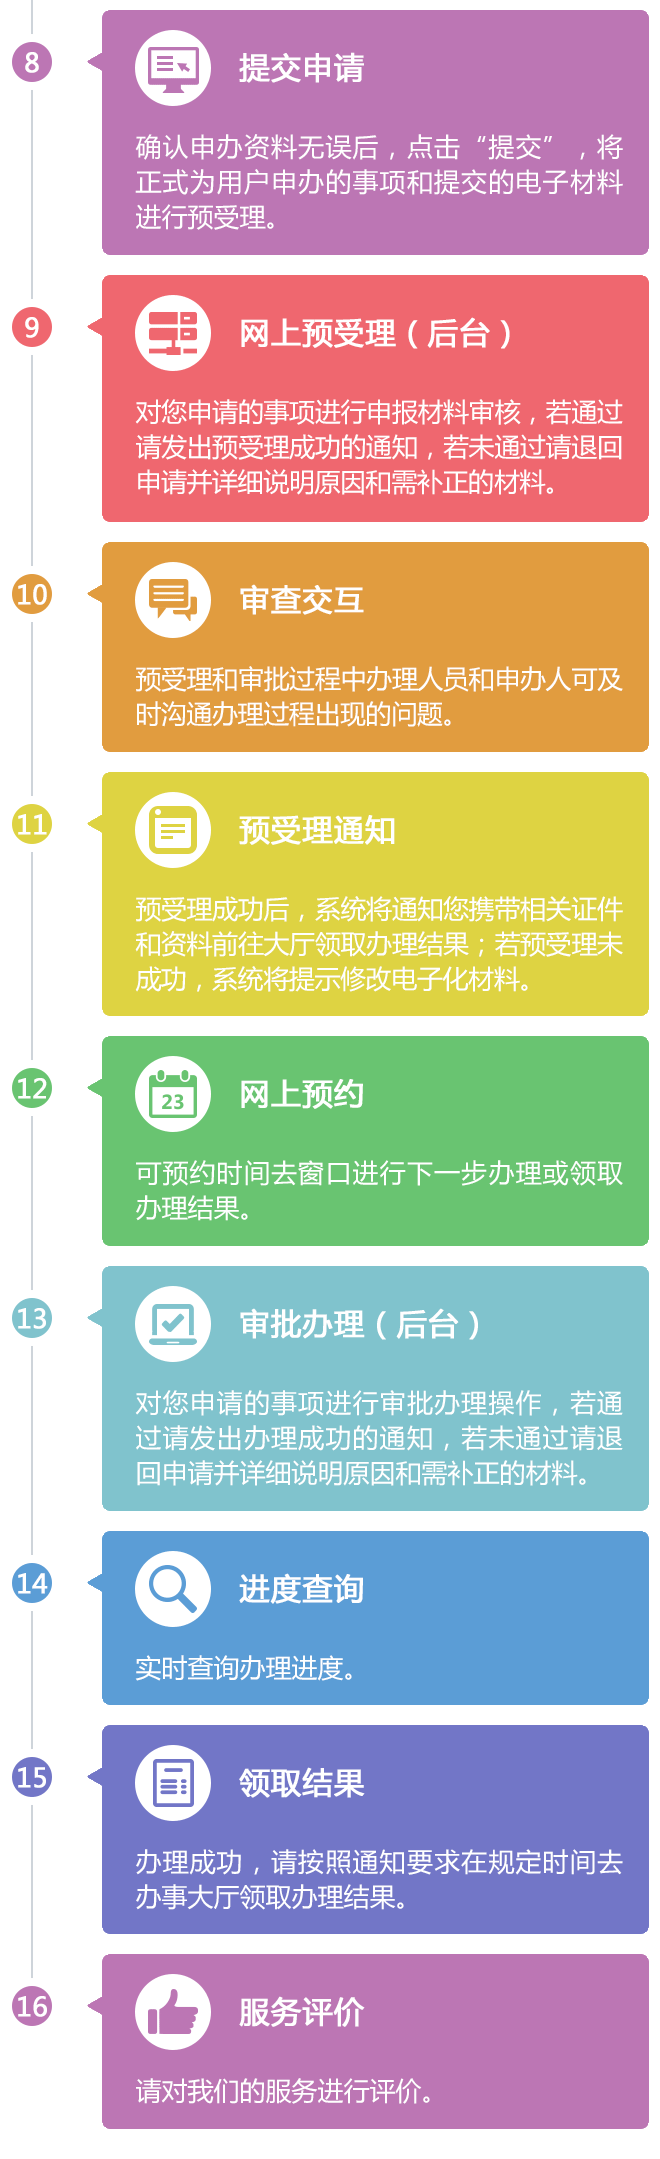 8
提交申请
确认申办资料无误后，点击“提交”，将
正式为用户申办的事项和提交的电子材料
进行预受理。
9
网上预受理（后台）
对您申请的事项进行申报材料审核，若通过
请发出预受理成功的通知，若未通过请退回
申请并详细说明原因和需补正的材料。
10
审查交互
预受理和审批过程中办理人员和申办人可及
时沟通办理过程出现的问题。
11
预受理通知
预受理成功后，系统将通知您携带相关证件
和资料前往大厅领取办理结果；若预受理未
成功，系统将提示修改电子化材料。
12
23
网上预约
可预约时间去窗口进行下一步办理或领取
办理结果。
13
审批办理（后台）
对您申请的事项进行审批办理操作，若通
过请发出办理成功的通知，若未通过请退
回申请并详细说明原因和需补正的材料。
14
进度查询
实时查询办理进度。
15
领取结果
办理成功，请按照通知要求在规定时间去
办事大厅领取办理结果。
16
服务评价
请对我们的服务进行评价。